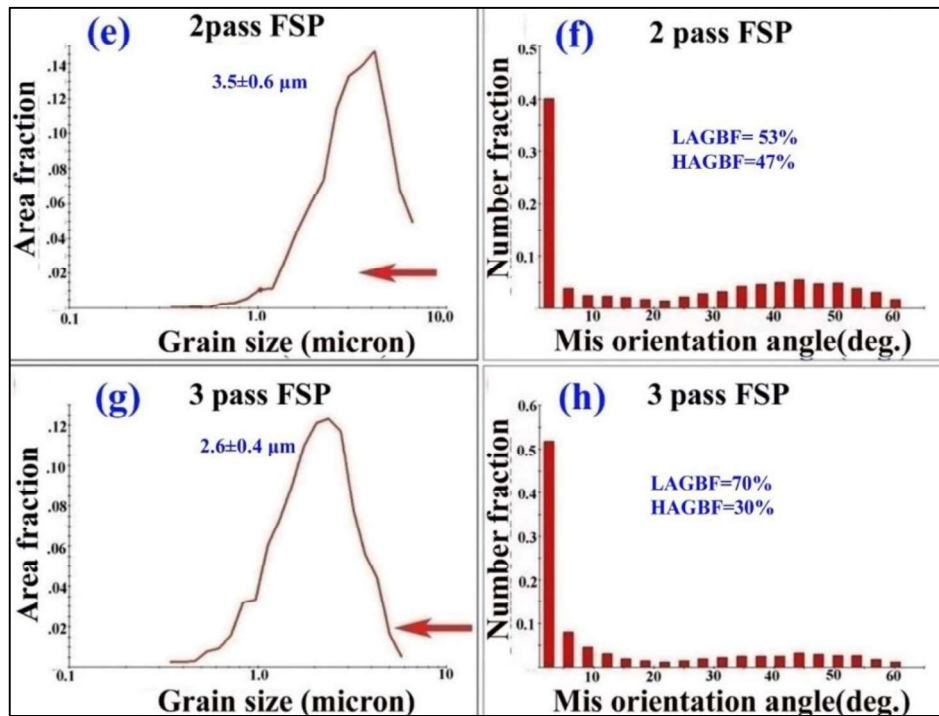 (e)
2pass FSP
3.5±0.6 µm
Area fraction
.14
.12
.10
.08
.06
.04
.02
0.1
1.0
10.0
Grain size (micron)
(f)
2 pass FSP
LAGBF= 53%
HAGBF=47%
Number fraction
0.5
0.4
0.3
0.2
0.1
10
20
30
40
50
60
Mis orientation angle(deg.)
(g)
3 pass FSP
2.6±0.4 µm
Area fraction
.12
.10
.08
.06
.04
.02
0.1
1.0
10
Grain size (micron)
(h)
3 pass FSP
LAGBF=70%
HAGBF=30%
Number fraction
0.6
0.5
0.4
0.3
0.2
0.1
10
20
30
40
50
60
Mis orientation angle(deg.)